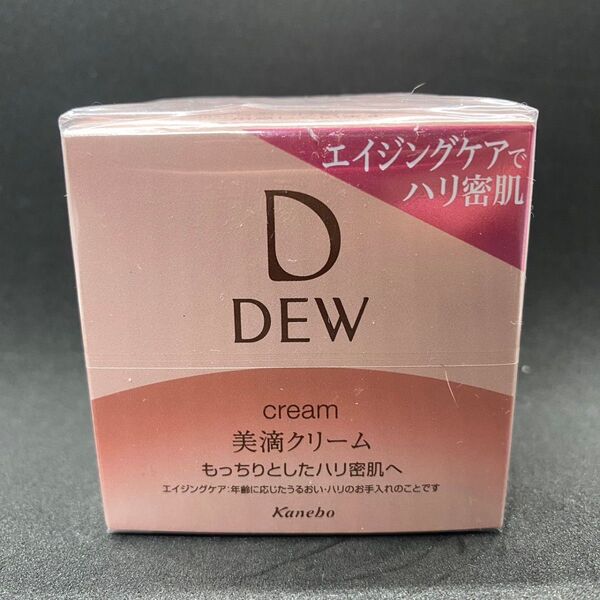 エイジングケアで
ハリ密肌
D
DEW
cream
美滴クリーム
もっちりとしたハリ密肌へ
エイジングケア:年齢に応じたうるおい・ハリのお手入れのことです
Kanebo